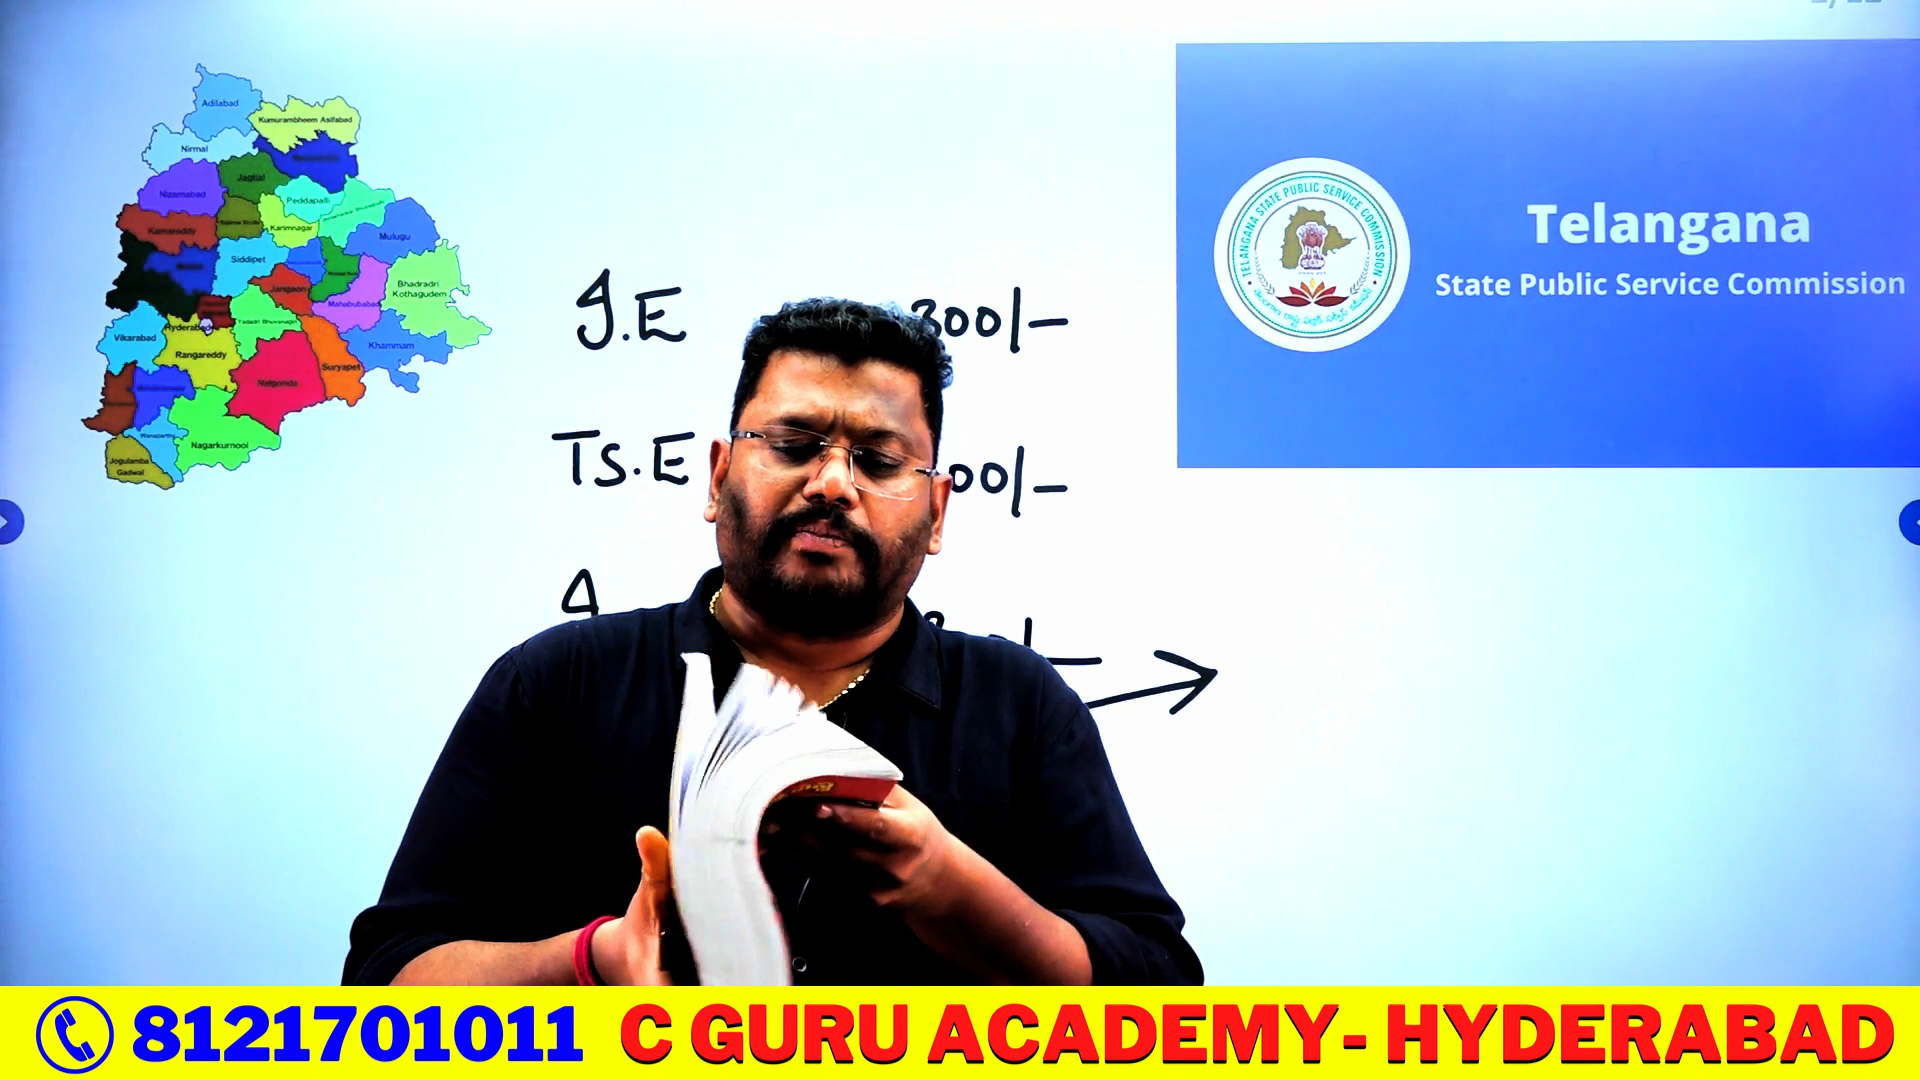 Adilabad
Kumurambheem Asifabad
Nirmal
Jagtial
Nizamabad
Peddapalli
Kamareddy
Karimnagar
Mulugu
Siddipet
Bhadradri
Kothagudem
Jangaon
Mahabubabad
Hyderabad
Vikarabad
Rangareddy
Khammam
Suryapet
Nalgonda
Nagarkurnool
Jogulamba
Gadwal
J.E 300/-
TS.E 00/-
TELANGANA STATE PUBLIC SERVICE COMMISSION
Telangana
State Public Service Commission
8121701011 C GURU ACADEMY- HYDERABAD